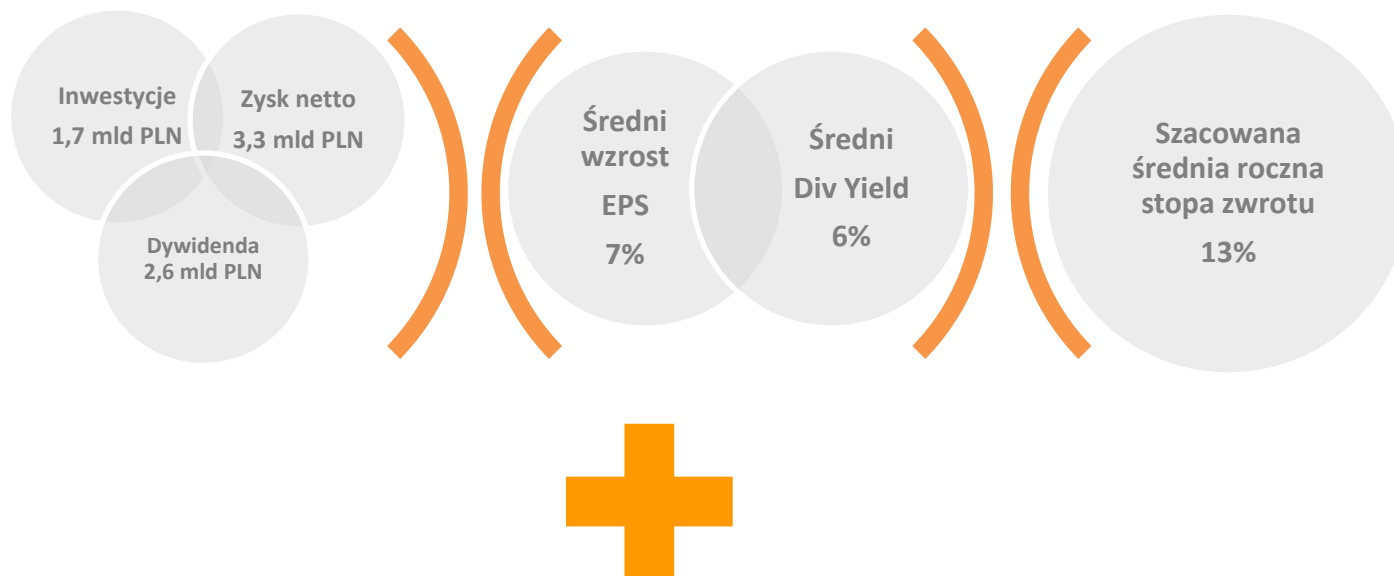 Inwestycje
1,7 mld PLN
Zysk netto
3,3 mld PLN
Dywidenda
2,6 mld PLN
Średni
wzrost
EPS
7%
Średni
Div Yield
6%
Szacowana
średnia roczna
stopa zwrotu
13%